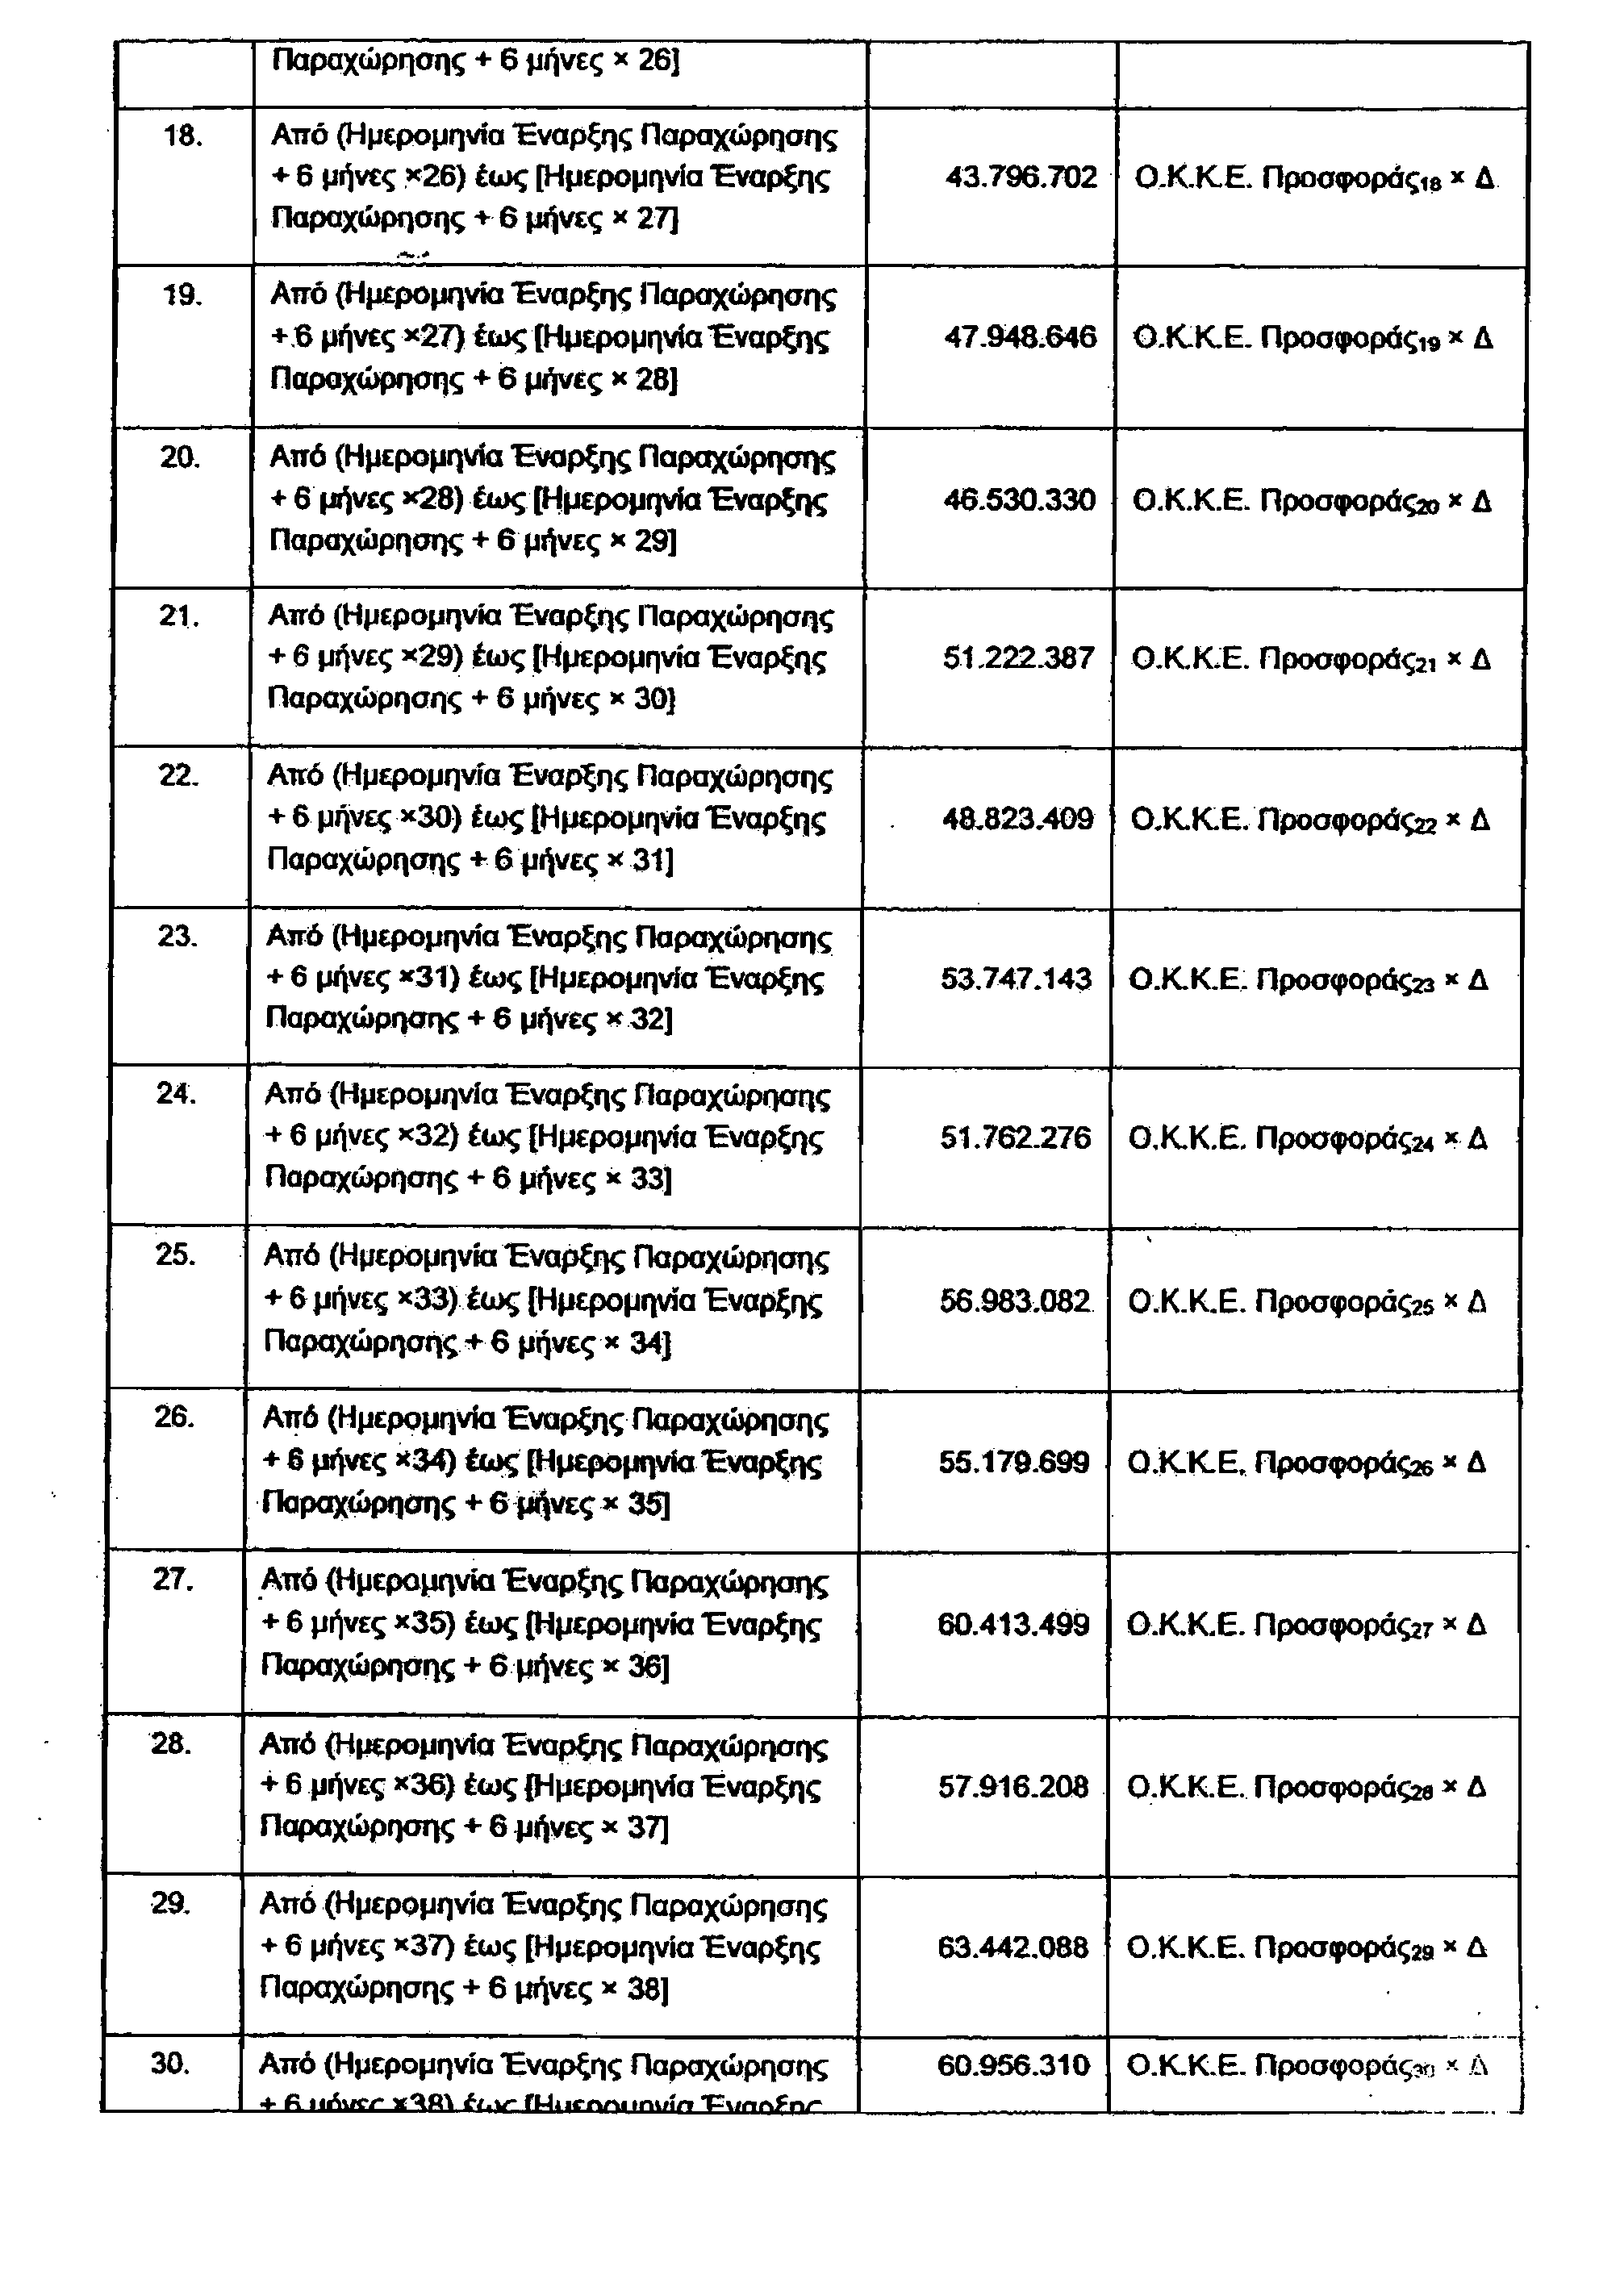 Παραχώρησης + 6 μήνες × 26]
18. Από (Ημερομηνία Έναρξης Παραχώρησης
+ 6 μήνες ×26) έως [Ημερομηνία Έναρξης 43.796.702 Ο.Κ.Κ.Ε. Προσφοράς₁₈ × Δ
Παραχώρησης + 6 μήνες × 27]
19. Από (Ημερομηνία Έναρξης Παραχώρησης
+ 6 μήνες ×27) έως [Ημερομηνία Έναρξης 47.948.646 Ο.Κ.Κ.Ε. Προσφοράς₁₉ × Δ
Παραχώρησης + 6 μήνες × 28]
20. Από (Ημερομηνία Έναρξης Παραχώρησης
+ 6 μήνες ×28) έως [Ημερομηνία Έναρξης 46.530.330 Ο.Κ.Κ.Ε. Προσφοράς₂₀ × Δ
Παραχώρησης + 6 μήνες × 29]
21. Από (Ημερομηνία Έναρξης Παραχώρησης
+ 6 μήνες ×29) έως [Ημερομηνία Έναρξης 51.222.387 Ο.Κ.Κ.Ε. Προσφοράς₂₁ × Δ
Παραχώρησης + 6 μήνες × 30]
22. Από (Ημερομηνία Έναρξης Παραχώρησης
+ 6 μήνες ×30) έως [Ημερομηνία Έναρξης 48.823.409 Ο.Κ.Κ.Ε. Προσφοράς₂₂ × Δ
Παραχώρησης + 6 μήνες × 31]
23. Από (Ημερομηνία Έναρξης Παραχώρησης
+ 6 μήνες ×31) έως [Ημερομηνία Έναρξης 53.747.143 Ο.Κ.Κ.Ε. Προσφοράς₂₃ × Δ
Παραχώρησης + 6 μήνες × 32]
24. Από (Ημερομηνία Έναρξης Παραχώρησης
+ 6 μήνες ×32) έως [Ημερομηνία Έναρξης 51.762.276 Ο.Κ.Κ.Ε. Προσφοράς₂₄ × Δ
Παραχώρησης + 6 μήνες × 33]
25. Από (Ημερομηνία Έναρξης Παραχώρησης
+ 6 μήνες ×33) έως [Ημερομηνία Έναρξης 56.983.082 Ο.Κ.Κ.Ε. Προσφοράς₂₅ × Δ
Παραχώρησης + 6 μήνες × 34]
26. Από (Ημερομηνία Έναρξης Παραχώρησης
+ 6 μήνες ×34) έως [Ημερομηνία Έναρξης 55.179.699 Ο.Κ.Κ.Ε. Προσφοράς₂₆ × Δ
Παραχώρησης + 6 μήνες × 35]
27. Από (Ημερομηνία Έναρξης Παραχώρησης
+ 6 μήνες ×35) έως [Ημερομηνία Έναρξης 60.413.499 Ο.Κ.Κ.Ε. Προσφοράς₂₇ × Δ
Παραχώρησης + 6 μήνες × 36]
28. Από (Ημερομηνία Έναρξης Παραχώρησης
+ 6 μήνες ×36) έως [Ημερομηνία Έναρξης 57.916.208 Ο.Κ.Κ.Ε. Προσφοράς₂₈ × Δ
Παραχώρησης + 6 μήνες × 37]
29. Από (Ημερομηνία Έναρξης Παραχώρησης
+ 6 μήνες ×37) έως [Ημερομηνία Έναρξης 63.442.088 Ο.Κ.Κ.Ε. Προσφοράς₂₉ × Δ
Παραχώρησης + 6 μήνες × 38]
30. Από (Ημερομηνία Έναρξης Παραχώρησης 60.956.310 Ο.Κ.Κ.Ε. Προσφοράς₃₀ × Δ
+ 6 μήνες ×38) έως [Ημερομηνία Έναρξης